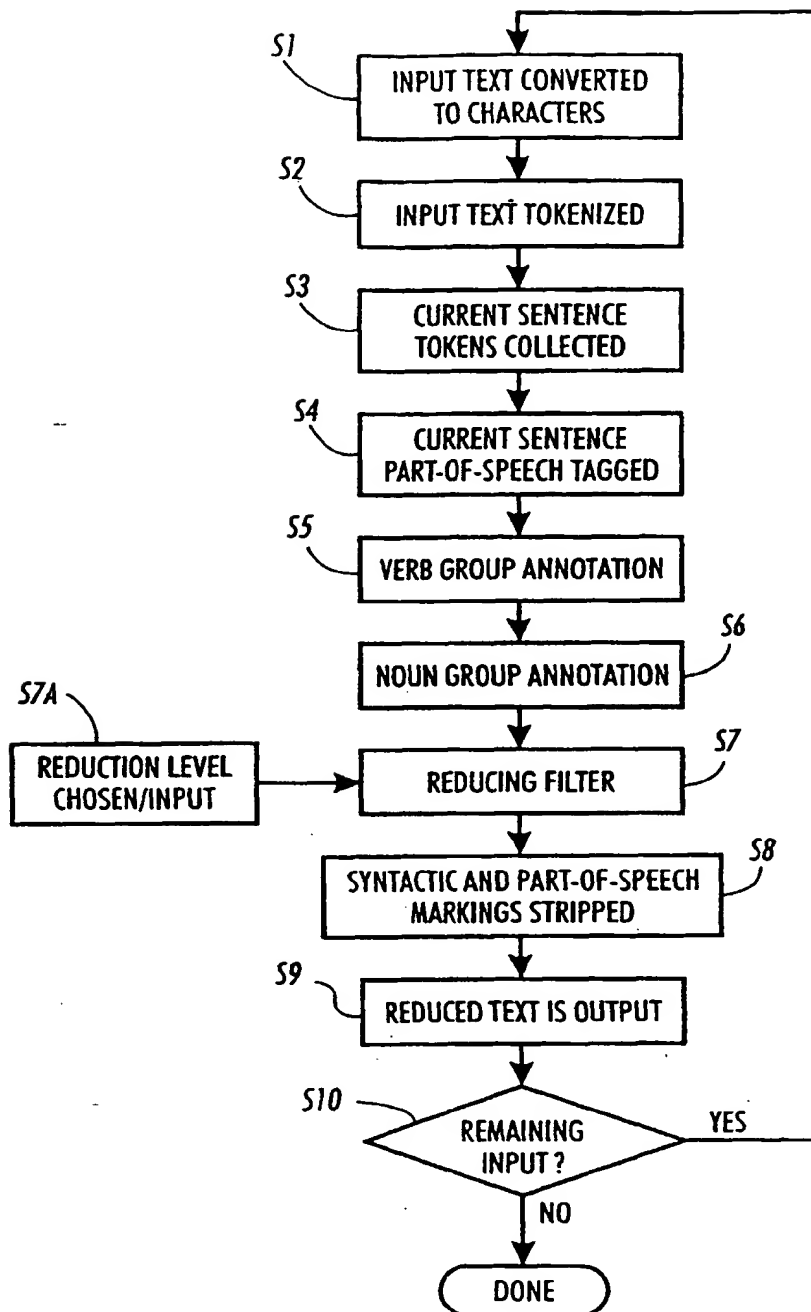 S1
INPUT TEXT CONVERTED
TO CHARACTERS
S2
INPUT TEXT TOKENIZED
S3
CURRENT SENTENCE
TOKENS COLLECTED
S4
CURRENT SENTENCE
PART-OF-SPEECH TAGGED
S5
VERB GROUP ANNOTATION
S6
NOUN GROUP ANNOTATION
S7A
REDUCTION LEVEL
CHOSEN/INPUT
S7
REDUCING FILTER
S8
SYNTACTIC AND PART-OF-SPEECH
MARKINGS STRIPPED
S9
REDUCED TEXT IS OUTPUT
S10
REMAINING
INPUT ?
YES
NO
DONE